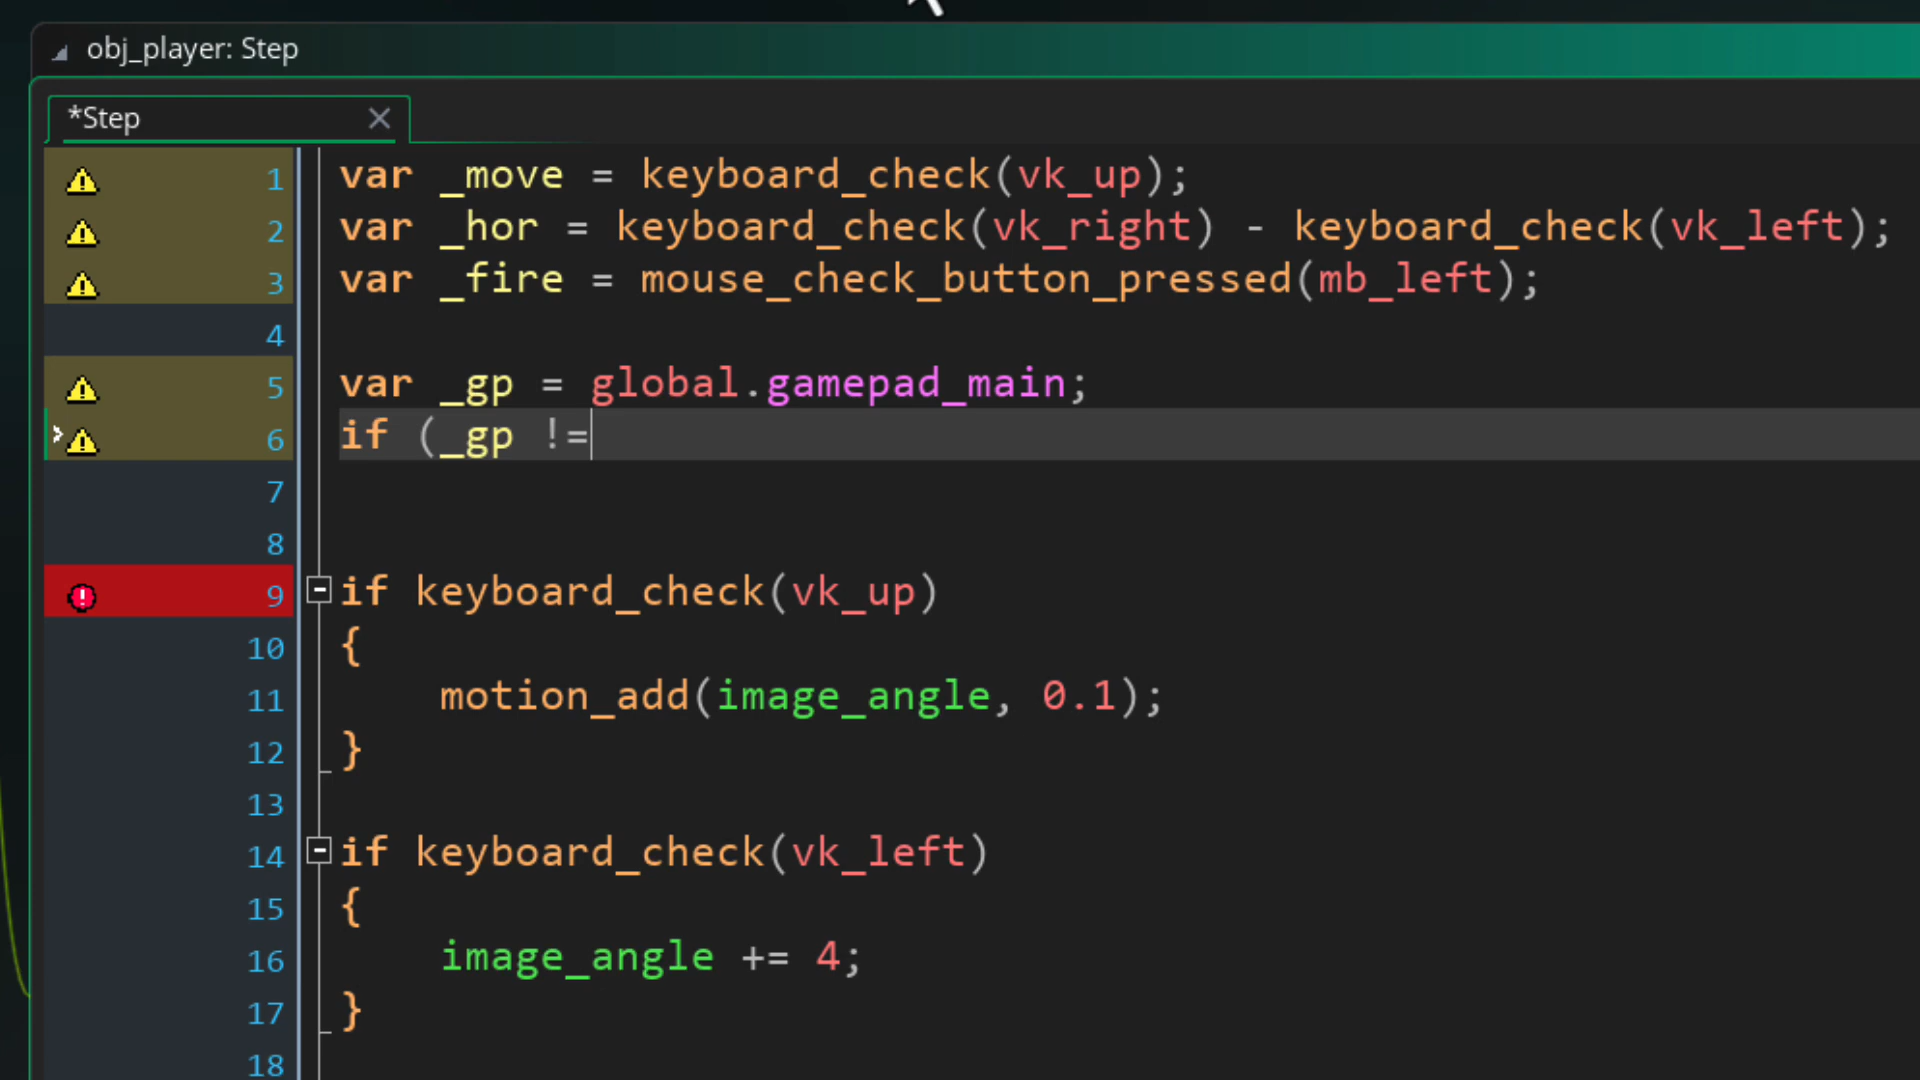 obj_player: Step
*Step
1 var _move = keyboard_check(vk_up);
2 var _hor = keyboard_check(vk_right) - keyboard_check(vk_left);
3 var _fire = mouse_check_button_pressed(mb_left);
4
5 var _gp = global.gamepad_main;
6 if (_gp !=
7
8
9 if keyboard_check(vk_up)
10 {
11 motion_add(image_angle, 0.1);
12 }
13
14 if keyboard_check(vk_left)
15 {
16 image_angle += 4;
17 }
18